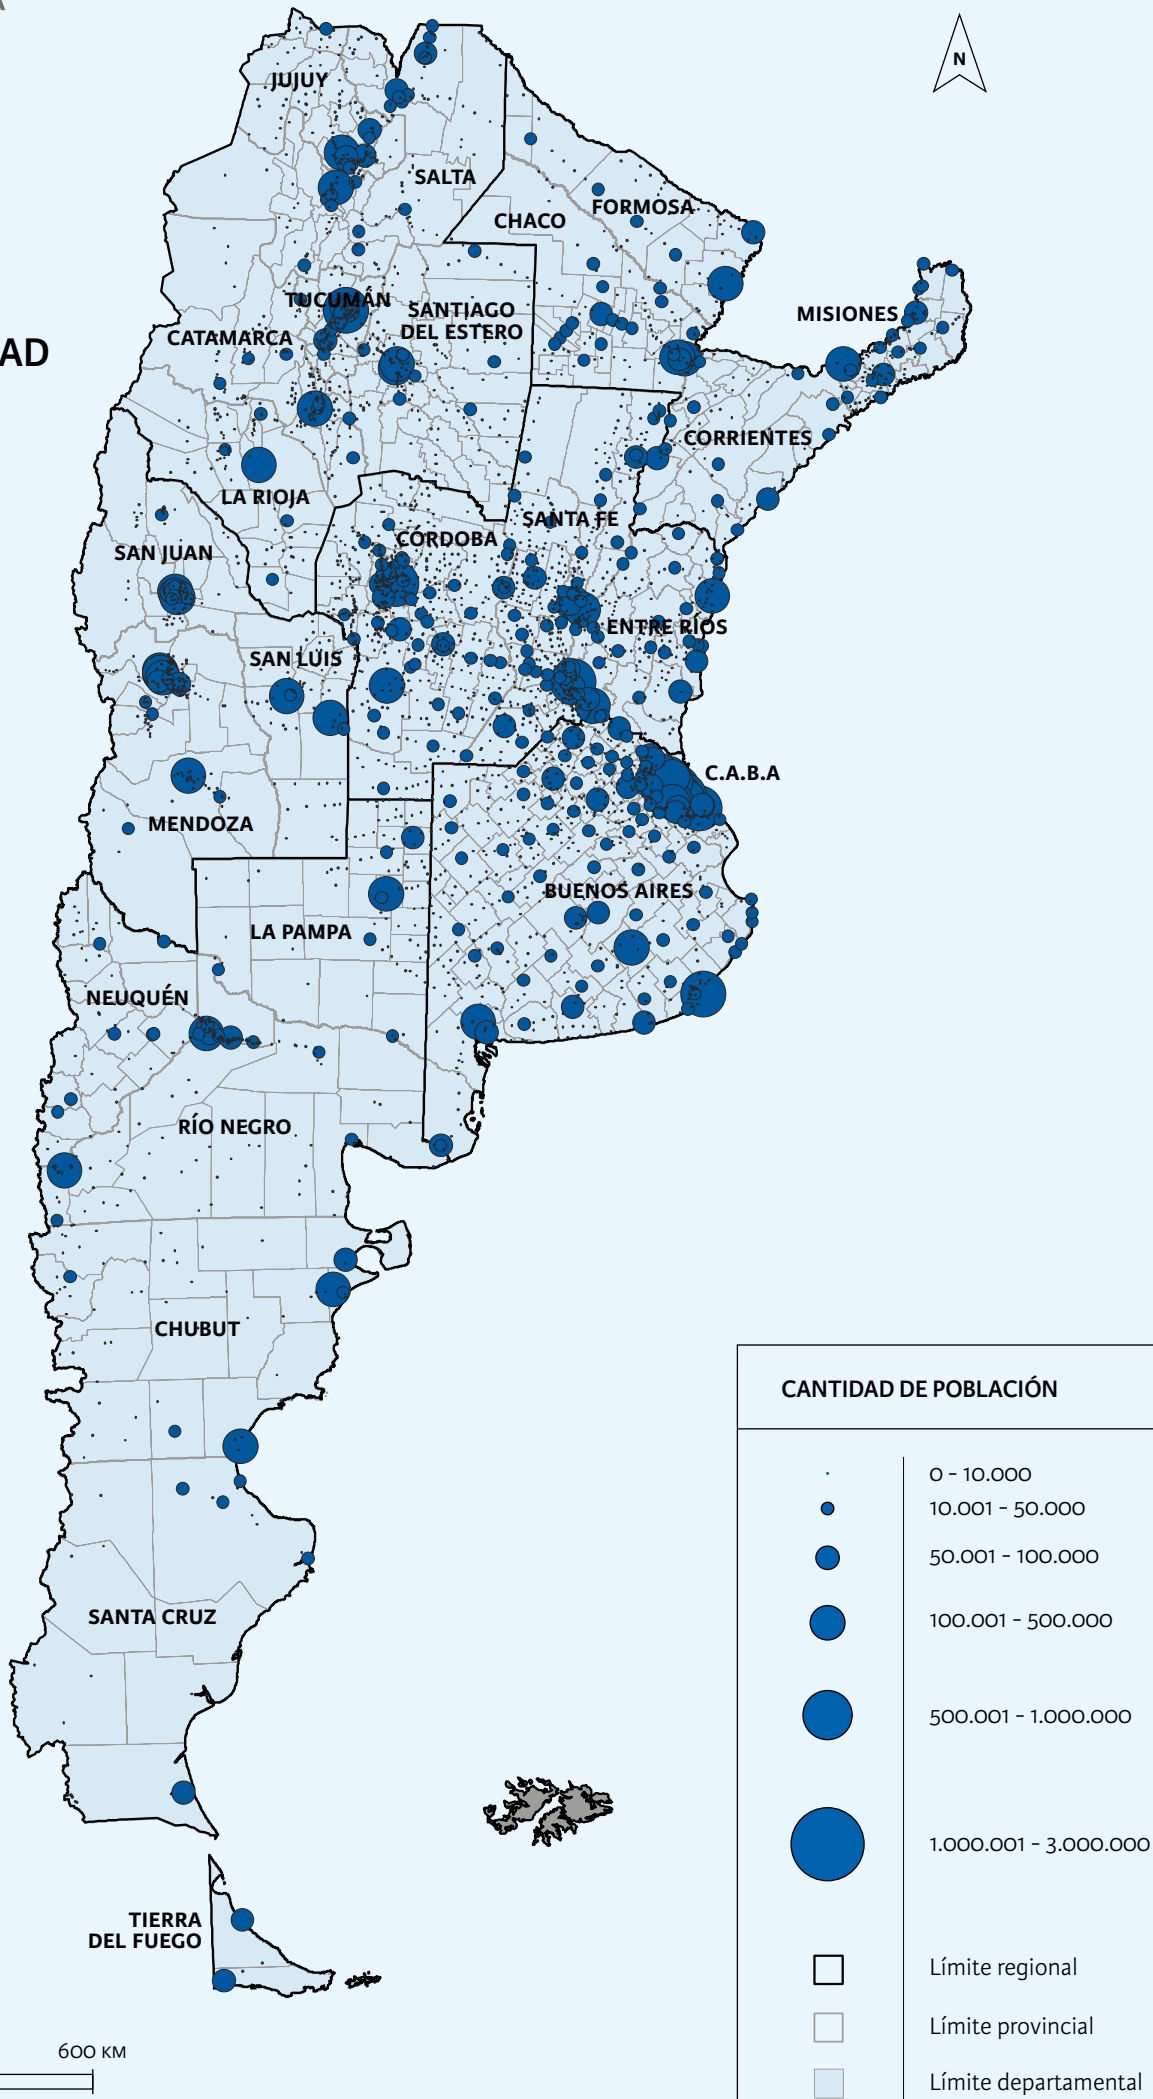 AD
N
JUJUY
SALTA
FORMOSA
CHACO
TUCUMÁN
SANTIAGO
DEL ESTERO
MISIONES
CATAMARCA
CORRIENTES
LA RIOJA
SANTA FE
CÓRDOBA
SAN JUAN
ENTRE RÍOS
SAN LUIS
C.A.B.A
MENDOZA
BUENOS AIRES
LA PAMPA
NEUQUÉN
RÍO NEGRO
CHUBUT
SANTA CRUZ
TIERRA
DEL FUEGO
600 KM
CANTIDAD DE POBLACIÓN
0 - 10.000
10.001 - 50.000
50.001 - 100.000
100.001 - 500.000
500.001 - 1.000.000
1.000.001 - 3.000.000
Límite regional
Límite provincial
Límite departamental